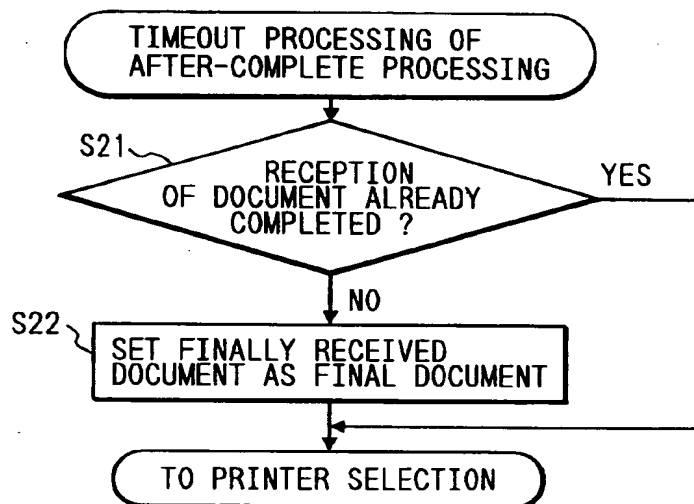 TIMEOUT PROCESSING OF
AFTER-COMPLETE PROCESSING
S21
RECEPTION
OF DOCUMENT ALREADY
COMPLETED ?
YES
NO
S22
SET FINALLY RECEIVED
DOCUMENT AS FINAL DOCUMENT
TO PRINTER SELECTION